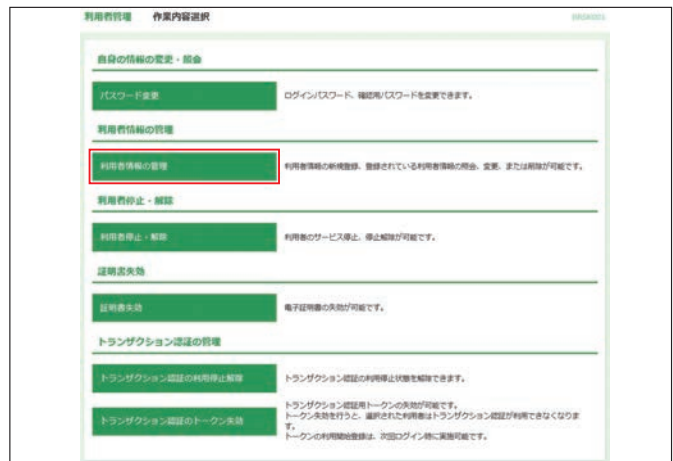 利用者管理 作業内容選択
BRSK001
自身の情報の変更・照会
パスワード変更 ログインパスワード、確認用パスワードを変更できます。
利用者情報の管理
利用者情報の管理 利用者情報の新規登録、登録されている利用者情報の照会、変更、または削除が可能です。
利用者停止・解除
利用者停止・解除 利用者のサービス停止、停止解除が可能です。
証明書失効
証明書失効 電子証明書の失効が可能です。
トランザクション認証の管理
トランザクション認証の利用停止解除 トランザクション認証の利用停止状態を解除できます。
トランザクション認証のトークン失効 トランザクション認証用トークンの失効が可能です。
トークン失効を行うと、選択された利用者はトランザクション認証が利用できなくなりま
す。
トークンの利用開始登録は、次回ログイン時に実施可能です。